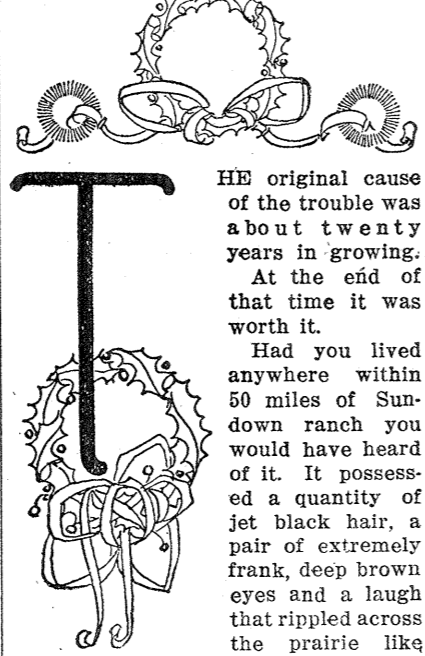 THE original cause
of the trouble was
about twenty
years in growing.
At the end of
that time it was
worth it.
Had you lived
anywhere within
50 miles of Sun-
down ranch you
would have heard
of it. It possess-
ed a quantity of
jet black hair, a
pair of extremely
frank, deep brown
eyes and a laugh
that rippled across
the prairie like